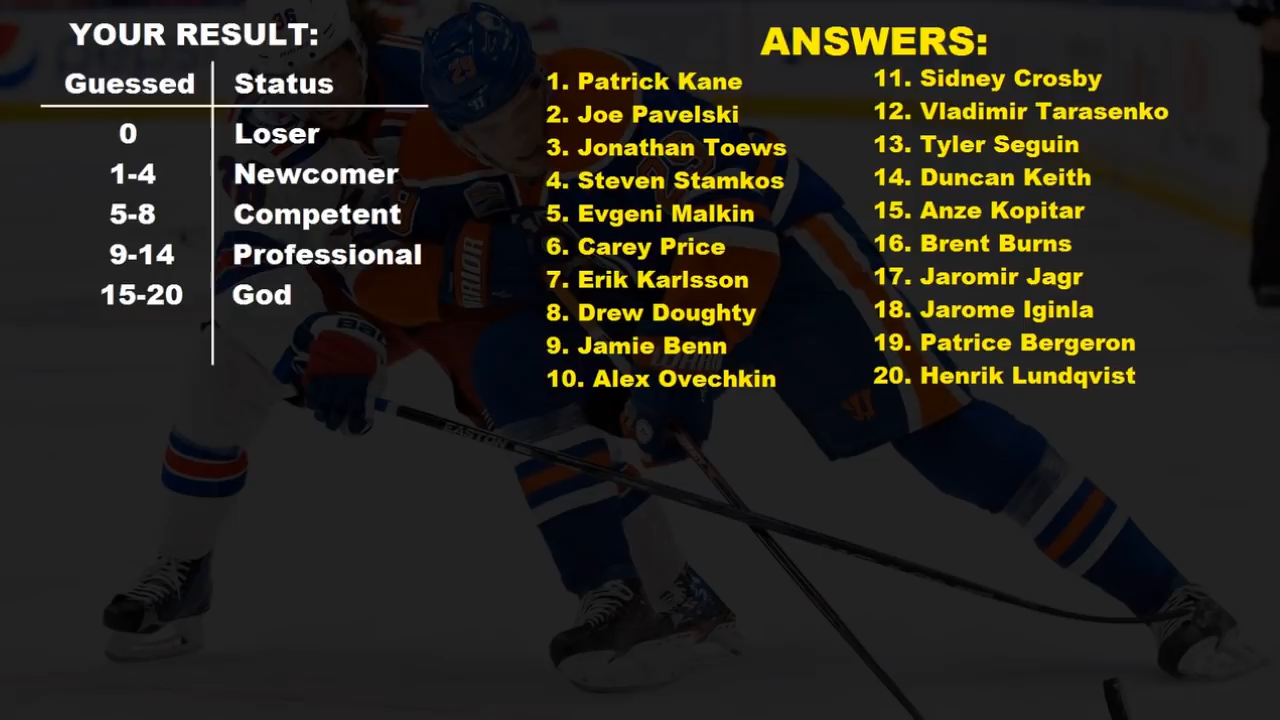 YOUR RESULT:
Guessed Status
0 Loser
1-4 Newcomer
5-8 Competent
9-14 Professional
15-20 God
ANSWERS:
1. Patrick Kane
2. Joe Pavelski
3. Jonathan Toews
4. Steven Stamkos
5. Evgeni Malkin
6. Carey Price
7. Erik Karlsson
8. Drew Doughty
9. Jamie Benn
10. Alex Ovechkin
11. Sidney Crosby
12. Vladimir Tarasenko
13. Tyler Seguin
14. Duncan Keith
15. Anze Kopitar
16. Brent Burns
17. Jaromir Jagr
18. Jarome Iginla
19. Patrice Bergeron
20. Henrik Lundqvist
WARRIOR
EASTON